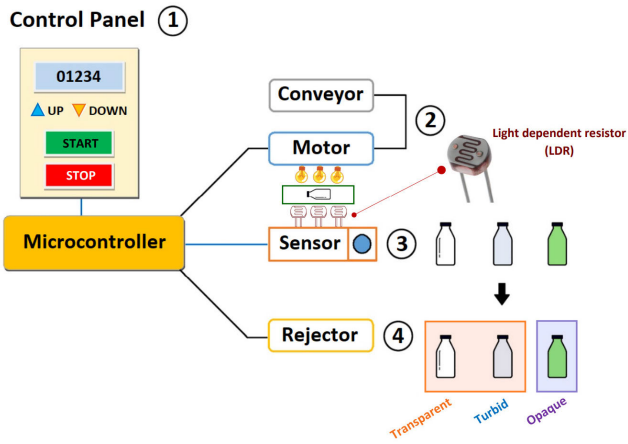 Control Panel 1
01234
UP DOWN
START
STOP
Microcontroller
Conveyor
2
Motor
Light dependent resistor
(LDR)
Sensor
3
Rejector
4
Transparent
Turbid
Opaque